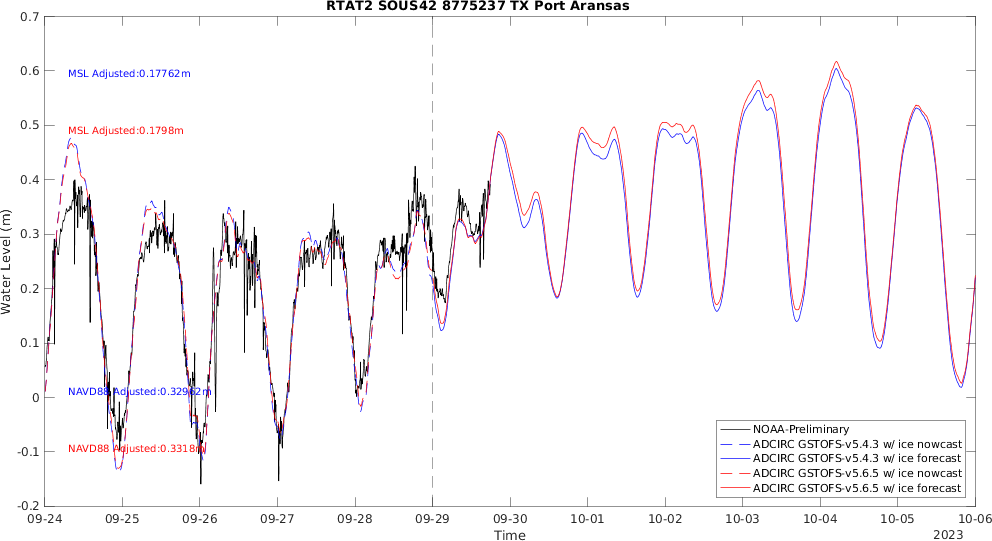 RTAT2 SOUS42 8775237 TX Port Aransas
0.7
0.6
0.5
0.4
0.3
0.2
0.1
0
-0.1
-0.2
Water Level (m)
MSL Adjusted:0.17762m
MSL Adjusted:0.1798m
NAVD88 Adjusted:0.32962m
NAVD88 Adjusted:0.3318m
NOAA-Preliminary
ADCIRC GSTOFS-v5.4.3 w/ ice nowcast
ADCIRC GSTOFS-v5.4.3 w/ ice forecast
ADCIRC GSTOFS-v5.6.5 w/ ice nowcast
ADCIRC GSTOFS-v5.6.5 w/ ice forecast
09-24 09-25 09-26 09-27 09-28 09-29 09-30 10-01 10-02 10-03 10-04 10-05 10-06
Time
2023